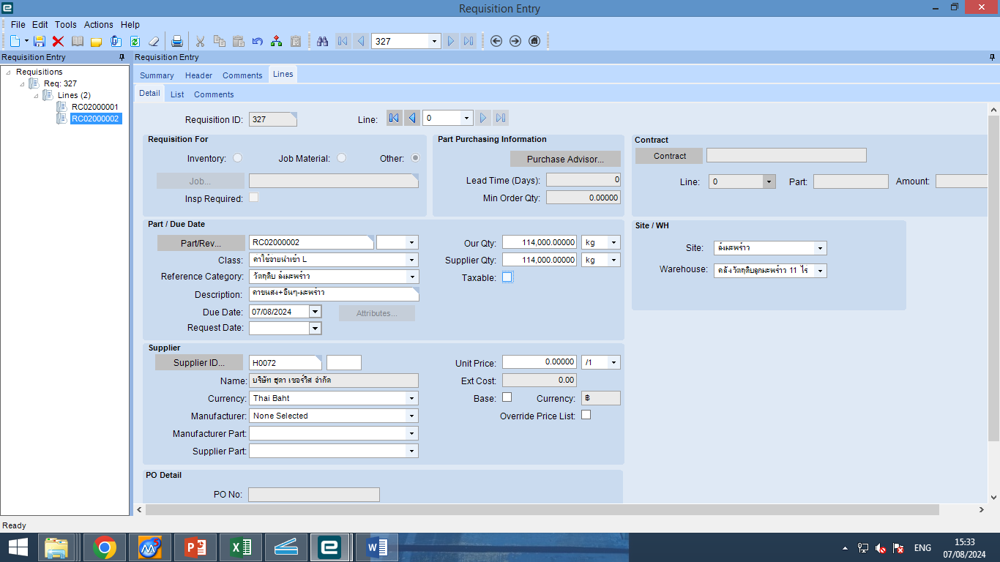 Requisition Entry
File Edit Tools Actions Help
327
Requisition Entry
Requisition Entry
Requisitions
Req: 327
Lines (2)
RC02000001
RC02000002
Summary Header Comments Lines
Detail List Comments
Requisition ID: 327 Line: 0
Requisition For
Inventory: Job Material: Other:
Job...
Insp Required:
Part Purchasing Information
Purchase Advisor...
Lead Time (Days): 0
Min Order Qty: 0.00000
Contract
Contract
Line: 0 Part: Amount:
Part / Due Date
Part/Rev... RC02000002
Class: ค่าใช้จ่ายนำเข้า L
Reference Category: วัตถุดิบ ล้งมะพร้าว
Description: ค่าขนส่ง+อื่นๆ-มะพร้าว
Due Date: 07/08/2024 Attributes...
Request Date:
Our Qty: 114,000.00000 kg
Supplier Qty: 114,000.00000 kg
Taxable:
Site / WH
Site: ล้งมะพร้าว
Warehouse: คลังวัตถุดิบลูกมะพร้าว 11 ไร่
Supplier
Supplier ID... H0072
Name: บริษัท ฮุดา เซอร์วิส จำกัด
Currency: Thai Baht
Manufacturer: None Selected
Manufacturer Part:
Supplier Part:
Unit Price: 0.00000 /1
Ext Cost: 0.00
Base: Currency: ฿
Override Price List:
PO Detail
PO No:
Ready
ENG
15:33
07/08/2024